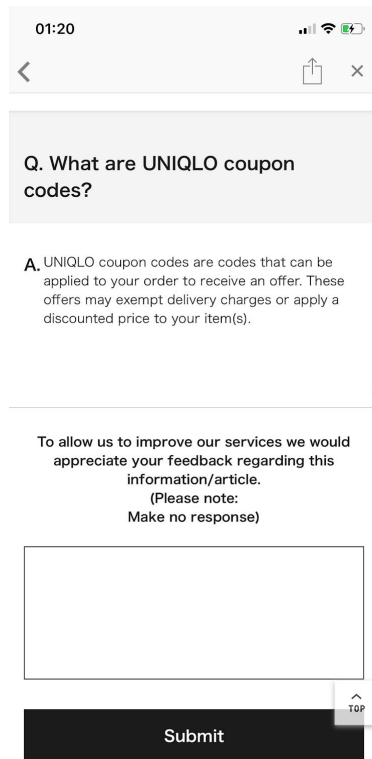 01:20
Q. What are UNIQLO coupon
codes?
A. UNIQLO coupon codes are codes that can be
applied to your order to receive an offer. These
offers may exempt delivery charges or apply a
discounted price to your item(s).
To allow us to improve our services we would
appreciate your feedback regarding this
information/article.
(Please note:
Make no response)
TOP
Submit